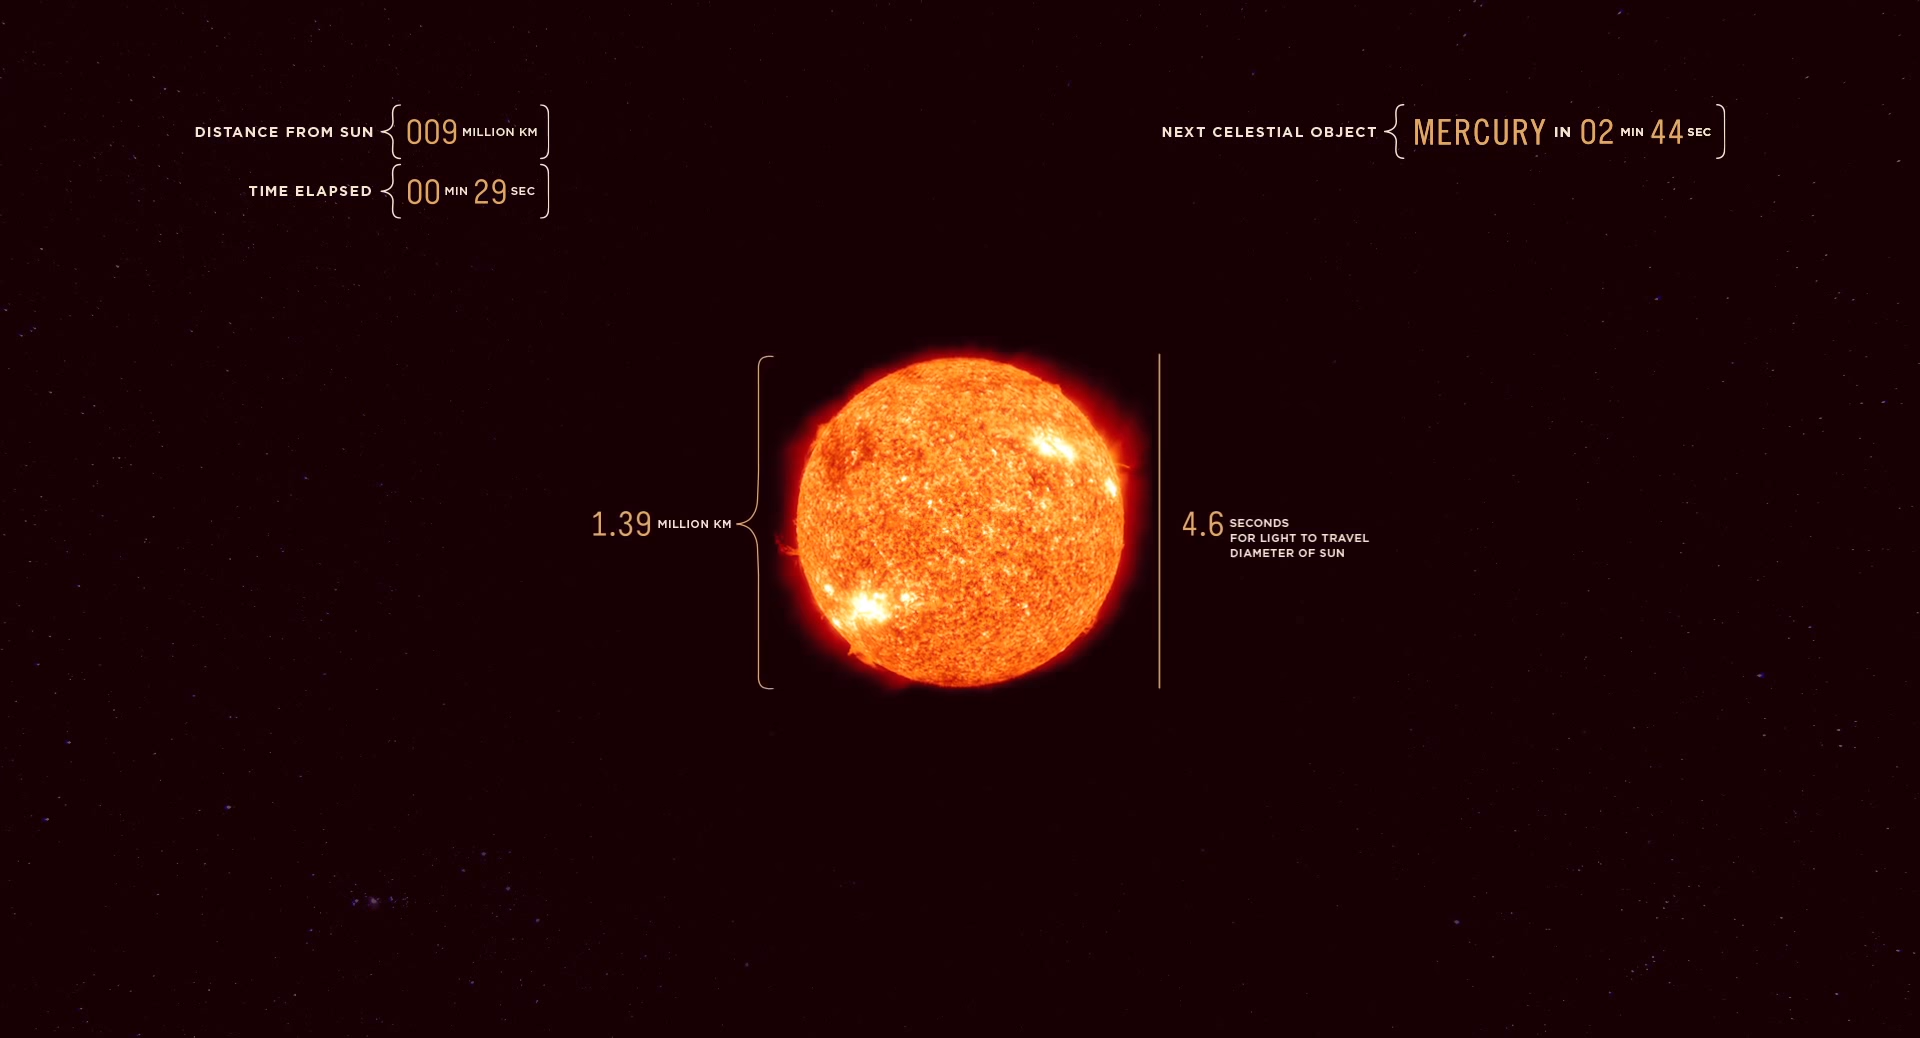 DISTANCE FROM SUN 009 MILLION KM
NEXT CELESTIAL OBJECT MERCURY IN 02 MIN 44 SEC
TIME ELAPSED 00 MIN 29 SEC
1.39 MILLION KM
4.6 SECONDS
FOR LIGHT TO TRAVEL
DIAMETER OF SUN